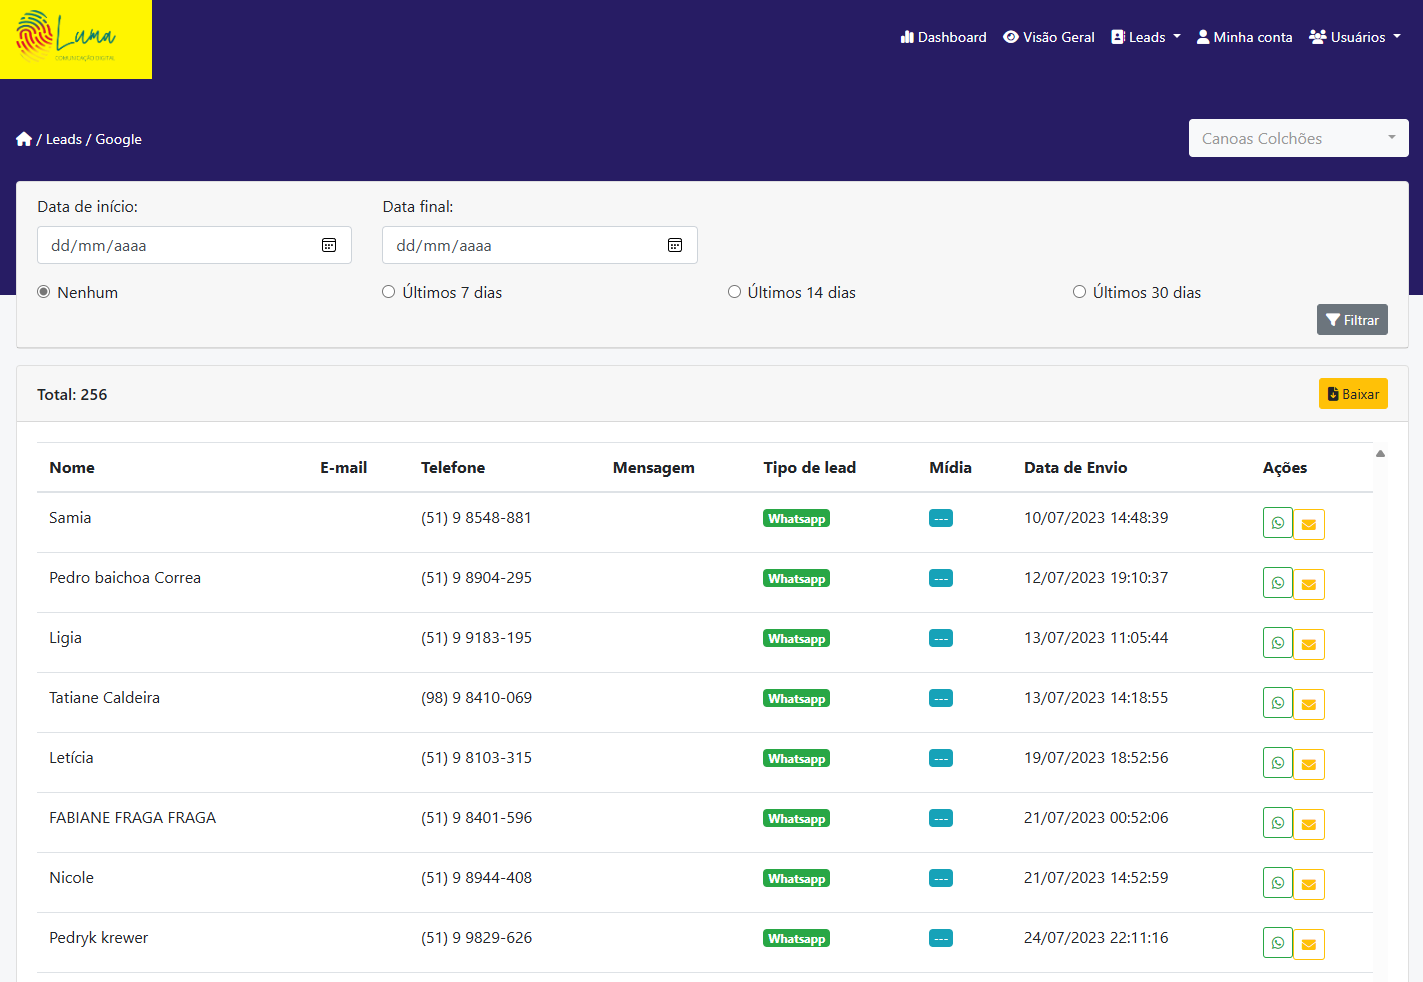 Luma
COMUNICAÇÃO DIGITAL
Dashboard Visão Geral Leads Minha conta Usuários
/ Leads / Google
Canoas Colchões
Data de início: Data final:
dd/mm/aaaa dd/mm/aaaa
Nenhum Últimos 7 dias Últimos 14 dias Últimos 30 dias
Filtrar
Total: 256 Baixar
Nome E-mail Telefone Mensagem Tipo de lead Mídia Data de Envio Ações
Samia (51) 9 8548-881 Whatsapp --- 10/07/2023 14:48:39
Pedro baichoa Correa (51) 9 8904-295 Whatsapp --- 12/07/2023 19:10:37
Ligia (51) 9 9183-195 Whatsapp --- 13/07/2023 11:05:44
Tatiane Caldeira (98) 9 8410-069 Whatsapp --- 13/07/2023 14:18:55
Letícia (51) 9 8103-315 Whatsapp --- 19/07/2023 18:52:56
FABIANE FRAGA FRAGA (51) 9 8401-596 Whatsapp --- 21/07/2023 00:52:06
Nicole (51) 9 8944-408 Whatsapp --- 21/07/2023 14:52:59
Pedryk krewer (51) 9 9829-626 Whatsapp --- 24/07/2023 22:11:16